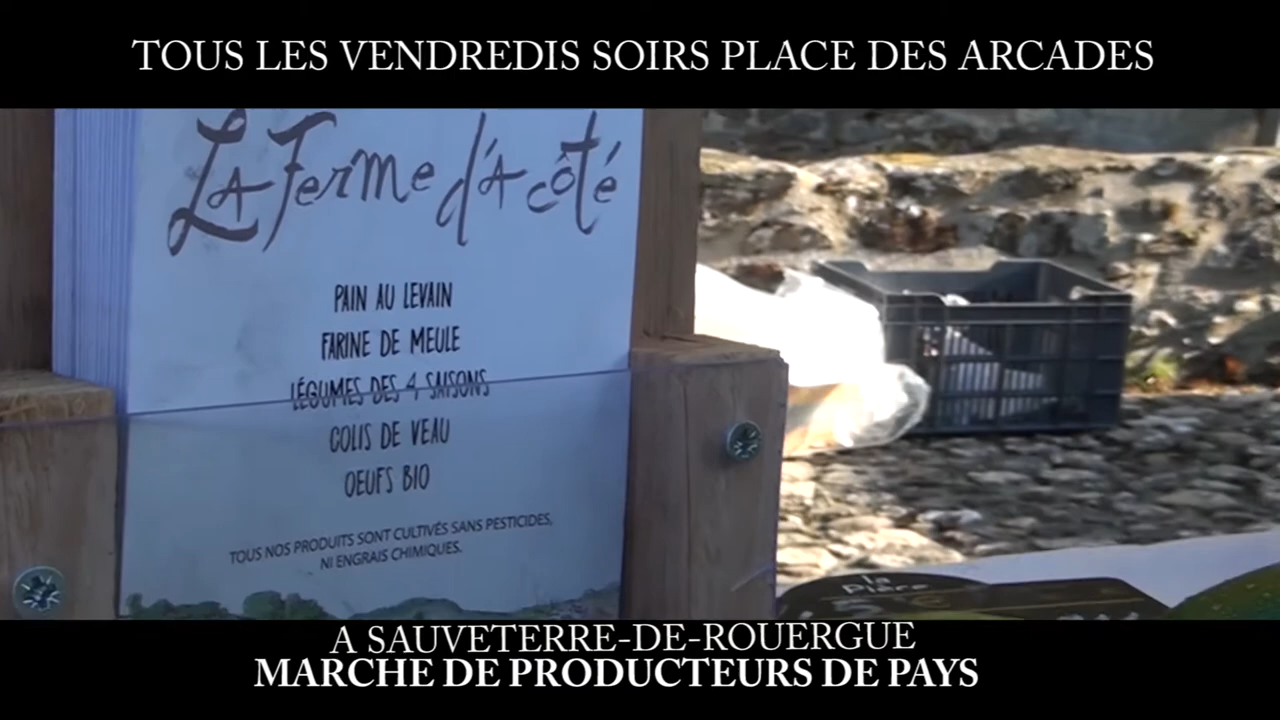 TOUS LES VENDREDIS SOIRS PLACE DES ARCADES
La Ferme d'à côté
PAIN AU LEVAIN
FARINE DE MEULE
LÉGUMES DES 4 SAISONS
COLIS DE VEAU
OEUFS BIO
TOUS NOS PRODUITS SONT CULTIVÉS SANS PESTICIDES,
NI ENGRAIS CHIMIQUES.
la
Pièce
A SAUVETERRE-DE-ROUERGUE
MARCHE DE PRODUCTEURS DE PAYS